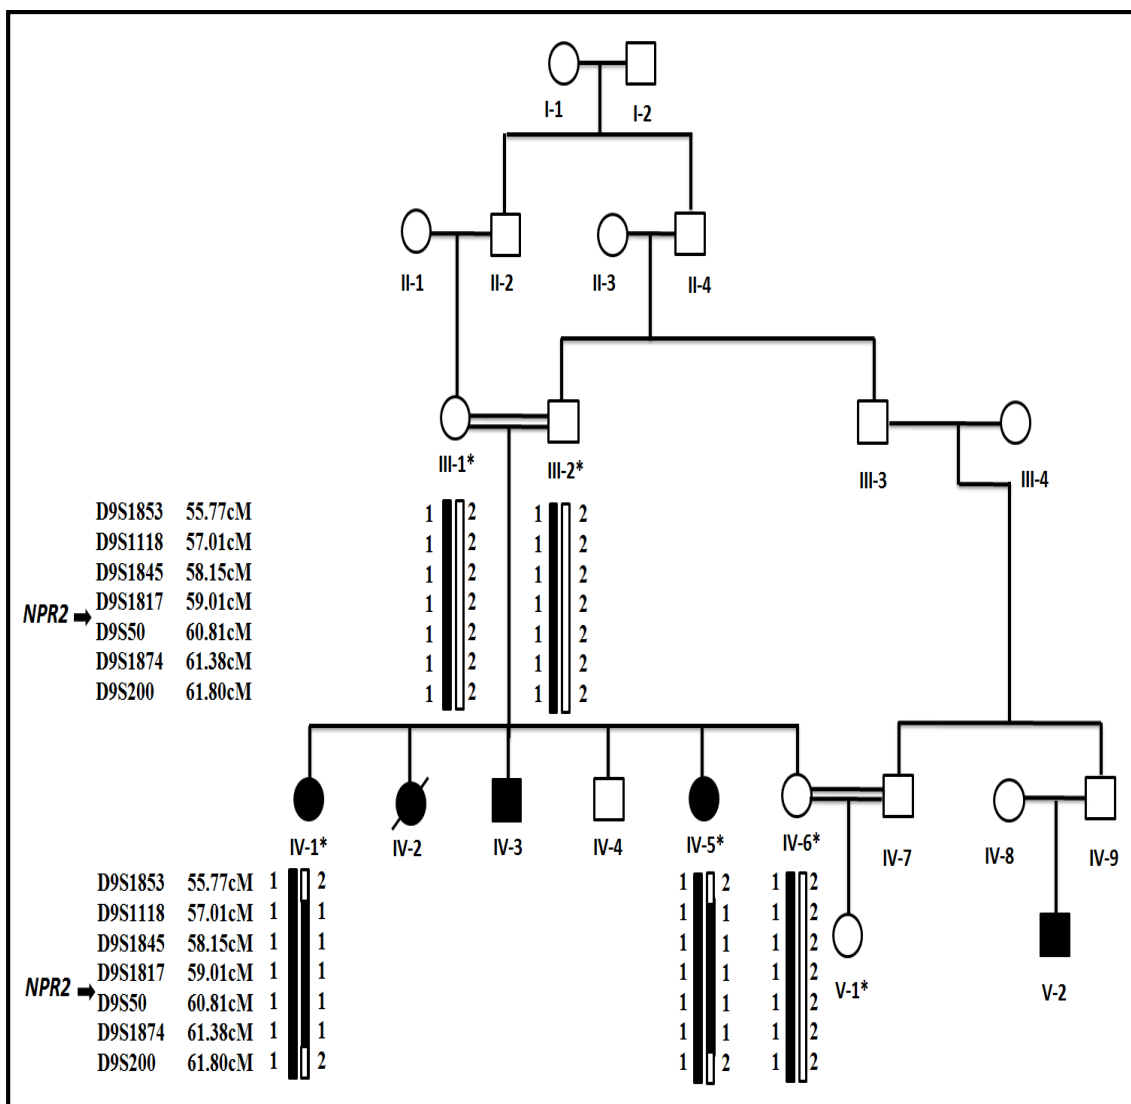 I-1 I-2
II-1 II-2 II-3 II-4
III-1* III-2* III-3 III-4
D9S1853 55.77cM 1 2 1 2
D9S1118 57.01cM 1 2 1 2
D9S1845 58.15cM 1 2 1 2
D9S1817 59.01cM 1 2 1 2
NPR2
D9S50 60.81cM 1 2 1 2
D9S1874 61.38cM 1 2 1 2
D9S200 61.80cM 1 2 1 2
IV-1* IV-2 IV-3 IV-4 IV-5* IV-6* IV-7 IV-8 IV-9
D9S1853 55.77cM 1 2 1 2 1 2
D9S1118 57.01cM 1 1 1 1 1 2
D9S1845 58.15cM 1 1 1 1 1 2
D9S1817 59.01cM 1 1 1 1 1 2
NPR2
D9S50 60.81cM 1 1 1 1 1 2
D9S1874 61.38cM 1 1 1 1 1 2
D9S200 61.80cM 1 2 1 2 1 2
V-1* V-2